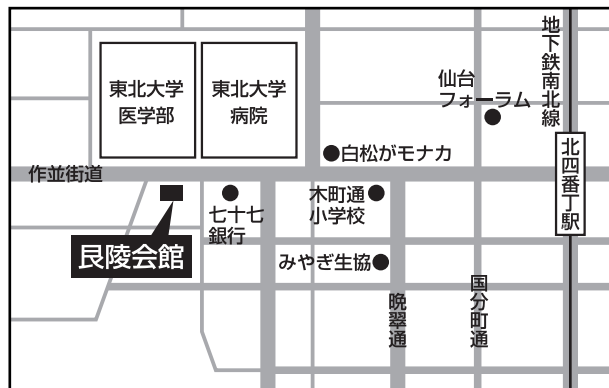 東北大学
医学部
東北大学
病院
仙台
フォーラム
地下鉄南北線
白松がモナカ
北四番丁駅
作並街道
木町通
小学校
七十七
銀行
艮陵会館
みやぎ生協
晩翠通
国分町通